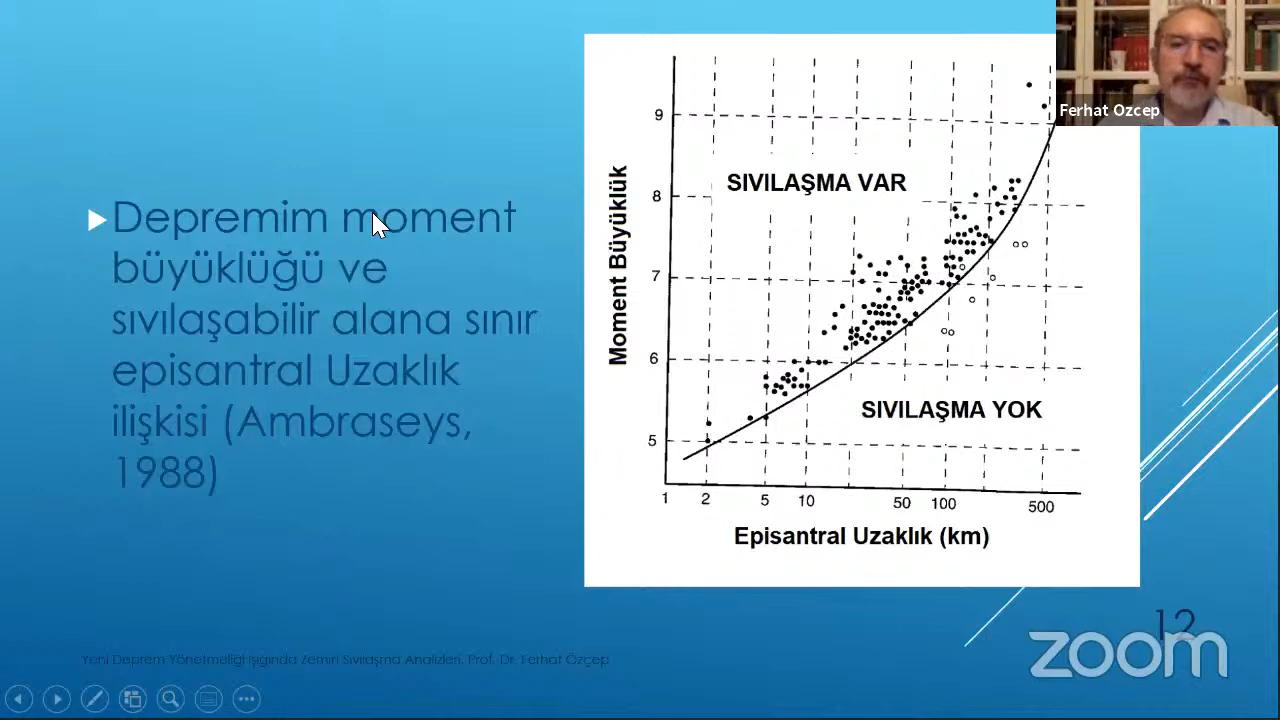 Ferhat Ozcep
Depremim moment
büyüklüğü ve
sıvılaşabilir alana sınır
episantral Uzaklık
ilişkisi (Ambraseys,
1988)
Moment Büyüklük
9
8
7
6
5
SIVILAŞMA VAR
SIVILAŞMA YOK
1 2 5 10 50 100 500
Episantral Uzaklık (km)
12
Yeni Deprem Yönetmeliği Işığında Zemin Sıvılaşma Analizleri, Prof. Dr. Ferhat Özçep
zoom